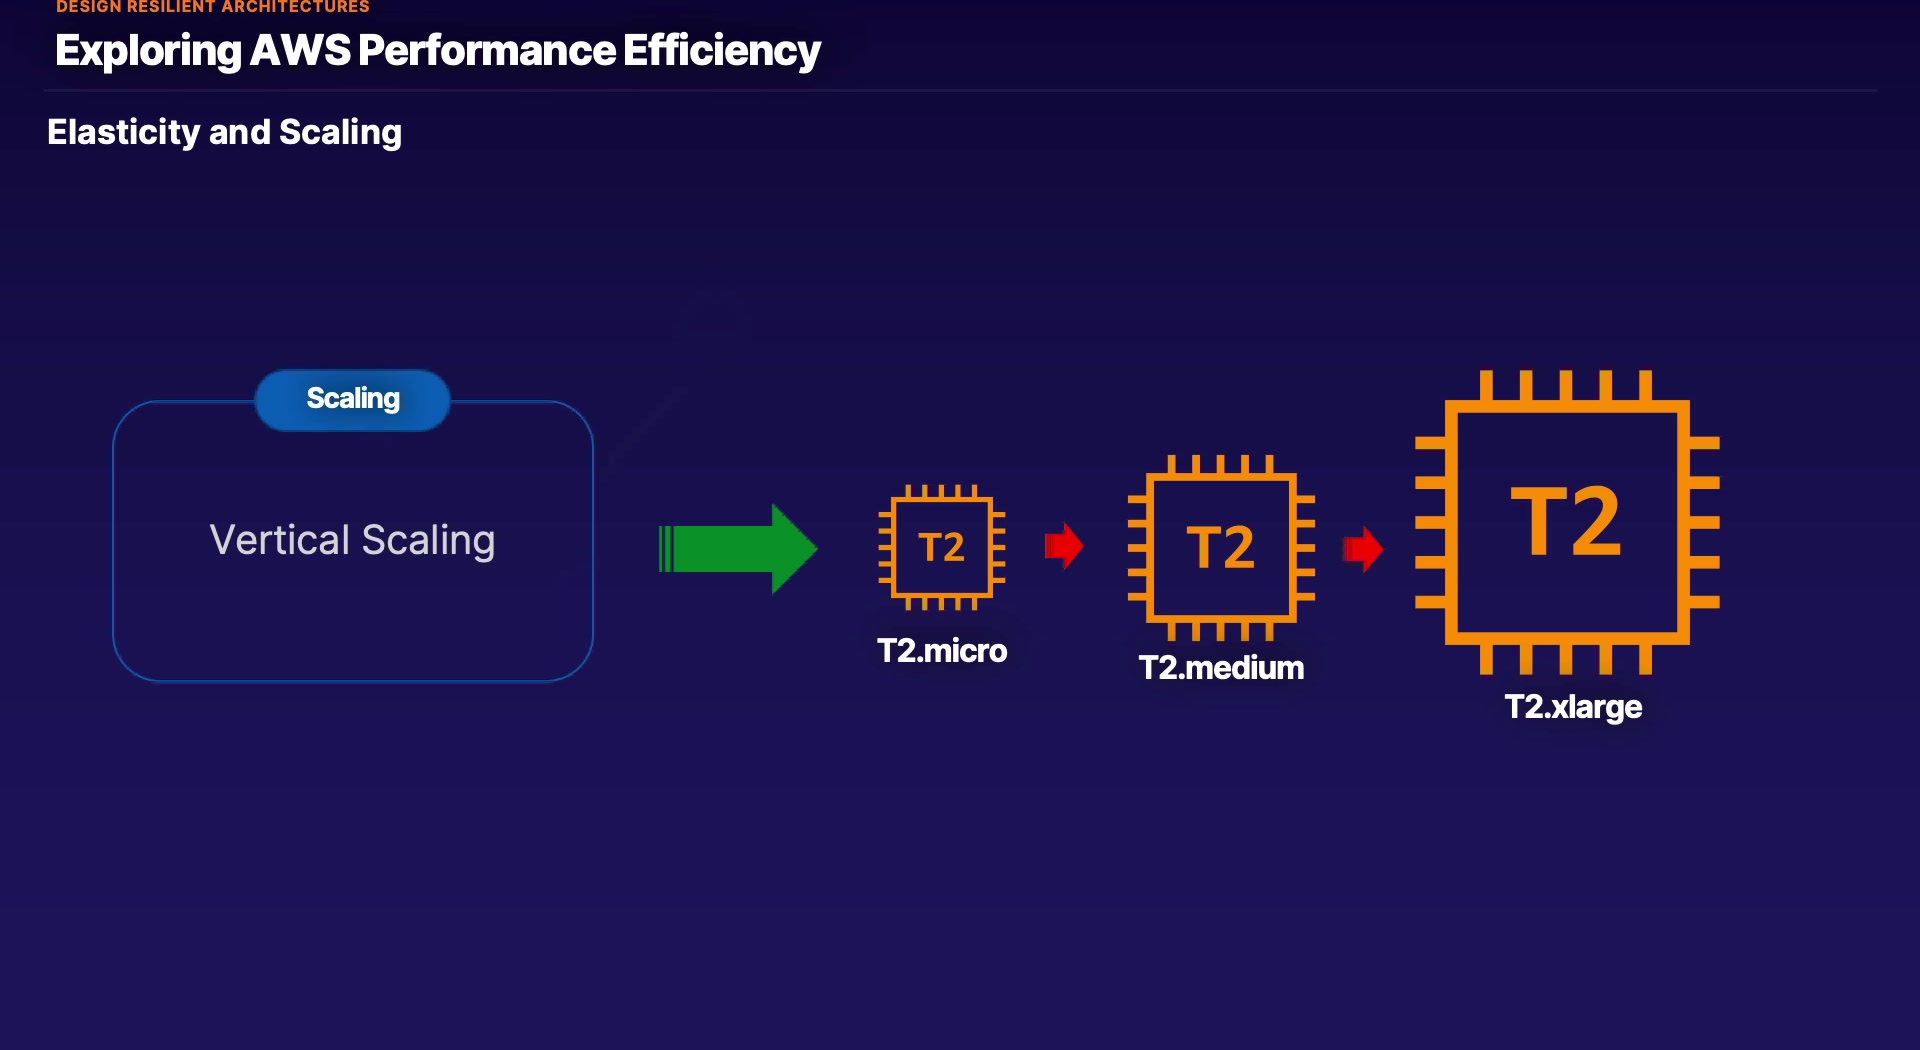 DESIGN RESILIENT ARCHITECTURES
Exploring AWS Performance Efficiency
Elasticity and Scaling
Scaling
Vertical Scaling
T2
T2.micro
T2
T2.medium
T2
T2.xlarge